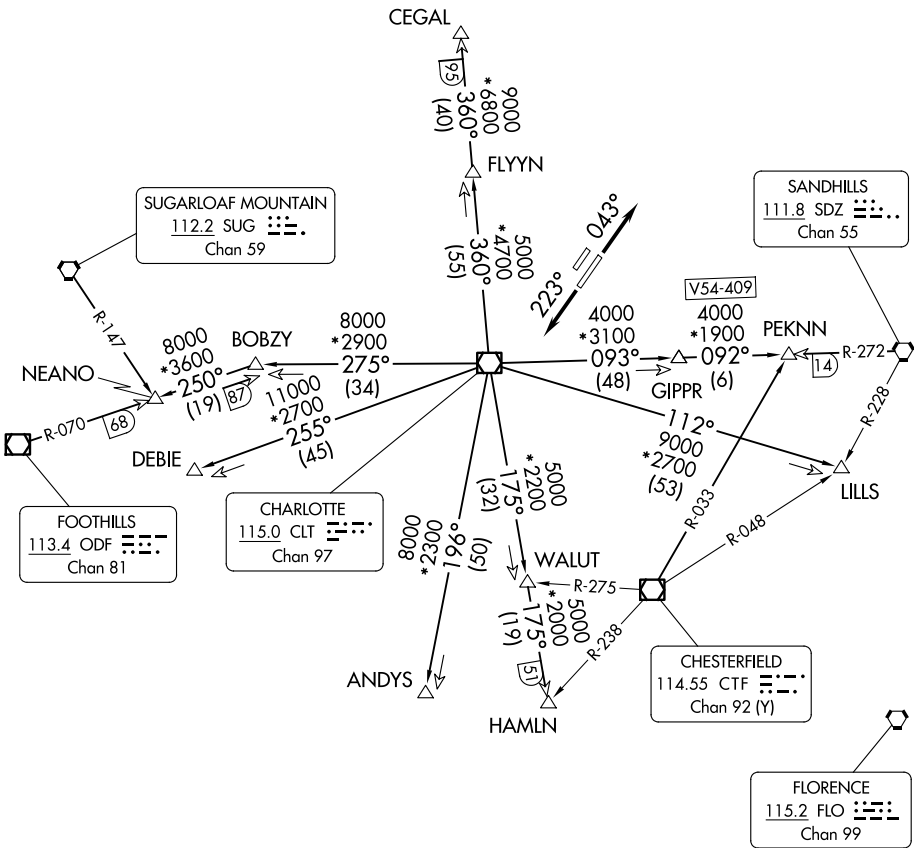 CEGAL
95
9000
*6800
360°
(40)
FLYYN
5000
*4700
360°
(55)
SUGARLOAF MOUNTAIN
112.2 SUG
Chan 59
SANDHILLS
111.8 SDZ
Chan 55
043°
223°
R-147
NEANO
8000
*3600
250°
(19)
BOBZY
87
8000
*2900
275°
(34)
4000
*3100
093°
(48)
GIPPR
V54-409
4000
*1900
092°
(6)
PEKNN
14
R-272
R-228
R-070
68
DEBIE
11000
*2700
255°
(45)
112°
9000
*2700
(53)
LILLS
FOOTHILLS
113.4 ODF
Chan 81
CHARLOTTE
115.0 CLT
Chan 97
8000
*2300
196°
(50)
5000
*2200
175°
(32)
R-033
R-048
WALUT
R-275
5000
*2000
175°
(19)
51
R-238
ANDYS
HAMLN
CHESTERFIELD
114.55 CTF
Chan 92 (Y)
FLORENCE
115.2 FLO
Chan 99